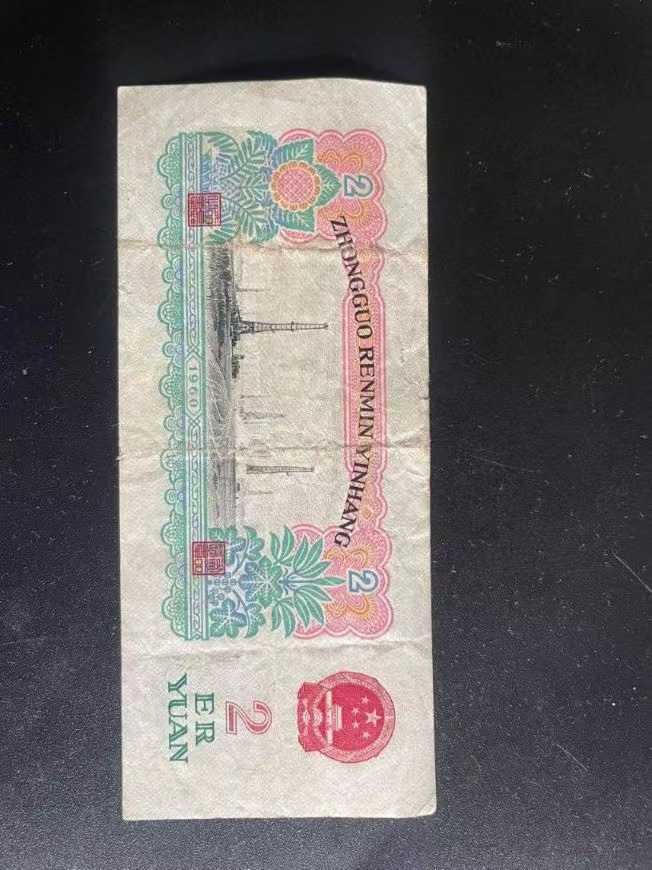 ZHONGGUO RENMIN YINHANG
2
2
1960
2
ER
YUAN